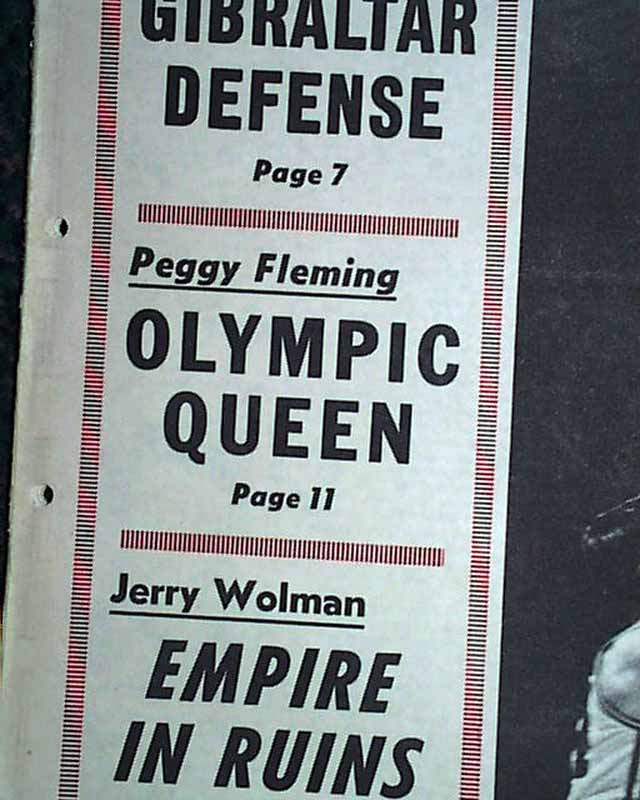 GIBRALTAR
DEFENSE
Page 7
Peggy Fleming
OLYMPIC
QUEEN
Page 11
Jerry Wolman
EMPIRE
IN RUINS